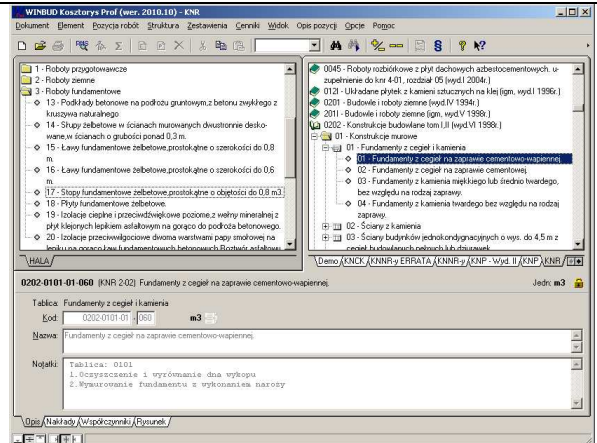 WINBUD Kosztorys Prof (wer. 2010.10) - KNR
Dokument Element Pozycja robót Struktura Zestawienia Cenniki Widok Opis pozycji Opcje Pomoc
1 - Roboty przygotowawcze
2 - Roboty ziemne
3 - Roboty fundamentowe
13 - Podkłady betonowe na podłożu gruntowym,z betonu zwykłego z
kruszywa naturalnego
14 - Słupy żelbetowe w ścianach murowanych dwustronnie desko-
wane,w ścianach o grubości ponad 0,3 m.
15 - Ławy fundamentowe żelbetowe,prostokątne o szerokości do 0,8
m.
16 - Ławy fundamentowe żelbetowe,prostokątne o szerokości do 0,6
m.
17 - Stopy fundamentowe żelbetowe,prostokątne o objętości do 0,8 m3.
18 - Płyty fundamentowe żelbetowe.
19 - Izolacje cieplne i przeciwdźwiękowe poziome,z wełny mineralnej z
płyt klejonych lepikiem asfaltowym na gorąco do podłoża betonowego.
20 - Izolacje przeciwwilgociowe dwoma warstwami papy smołowej na
lepiku na gorąco ław fundamentowych betonowych.Roztwór asfaltowy
HALA
0045 - Roboty rozbiórkowe z płyt dachowych azbestocementowych. u-
zupełnienie do knr 4-01, rozdział 05 (wyd.I 2004r.)
012I - Układane płytek z kamieni sztucznych na klej (igm, wyd.I 1996r.)
0201 - Budowle i roboty ziemne (wyd.IV 1994r.)
2011 - Budowle i roboty ziemne (igm, wyd.V 1998r.)
0202 - Konstrukcje budowlane tom I,II (wyd.VI 1998r.)
01 - Konstrukcje murowe
01 - Fundamenty z cegieł i kamienia
01 - Fundamenty z cegieł na zaprawie cementowo-wapiennej.
02 - Fundamenty z cegieł na zaprawie cementowej.
03 - Fundamenty z kamienia miękkiego lub średnio twardego,
bez względu na rodzaj zaprawy.
04 - Fundamenty z kamienia twardego bez względu na rodzaj
zaprawy.
02 - Ściany z kamienia
03 - Ściany budynków jednokondygnacyjnych o wys. do 4,5 m z
cegieł budowlanych pełnych lub dziurawek
Demo KNCK KNNR-y ERRATA KNNR-y KNP - Wyd. II KNP KNR
0202-0101-01-060 (KNR 2-02) Fundamenty z cegieł na zaprawie cementowo-wapiennej. Jedn: m3
Tablica: Fundamenty z cegieł i kamienia
Kod: 0202-0101-01 - 060 m3
Nazwa: Fundamenty z cegieł na zaprawie cementowo-wapiennej.
Notatki: Tablica: 0101
1.Oczyszczenie i wyrównanie dna wykopu
2.Wymurowanie fundamentu z wykonaniem narozy
Opis Nakłady Współczynniki Rysunek